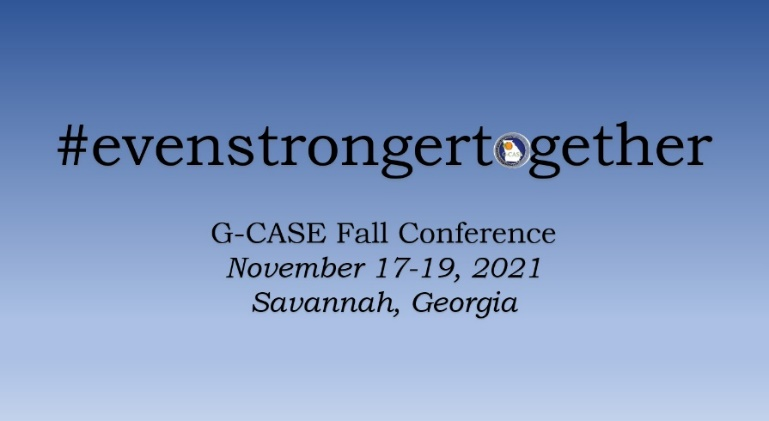 #evenstrongertogether
G-CASE Fall Conference
November 17-19, 2021
Savannah, Georgia